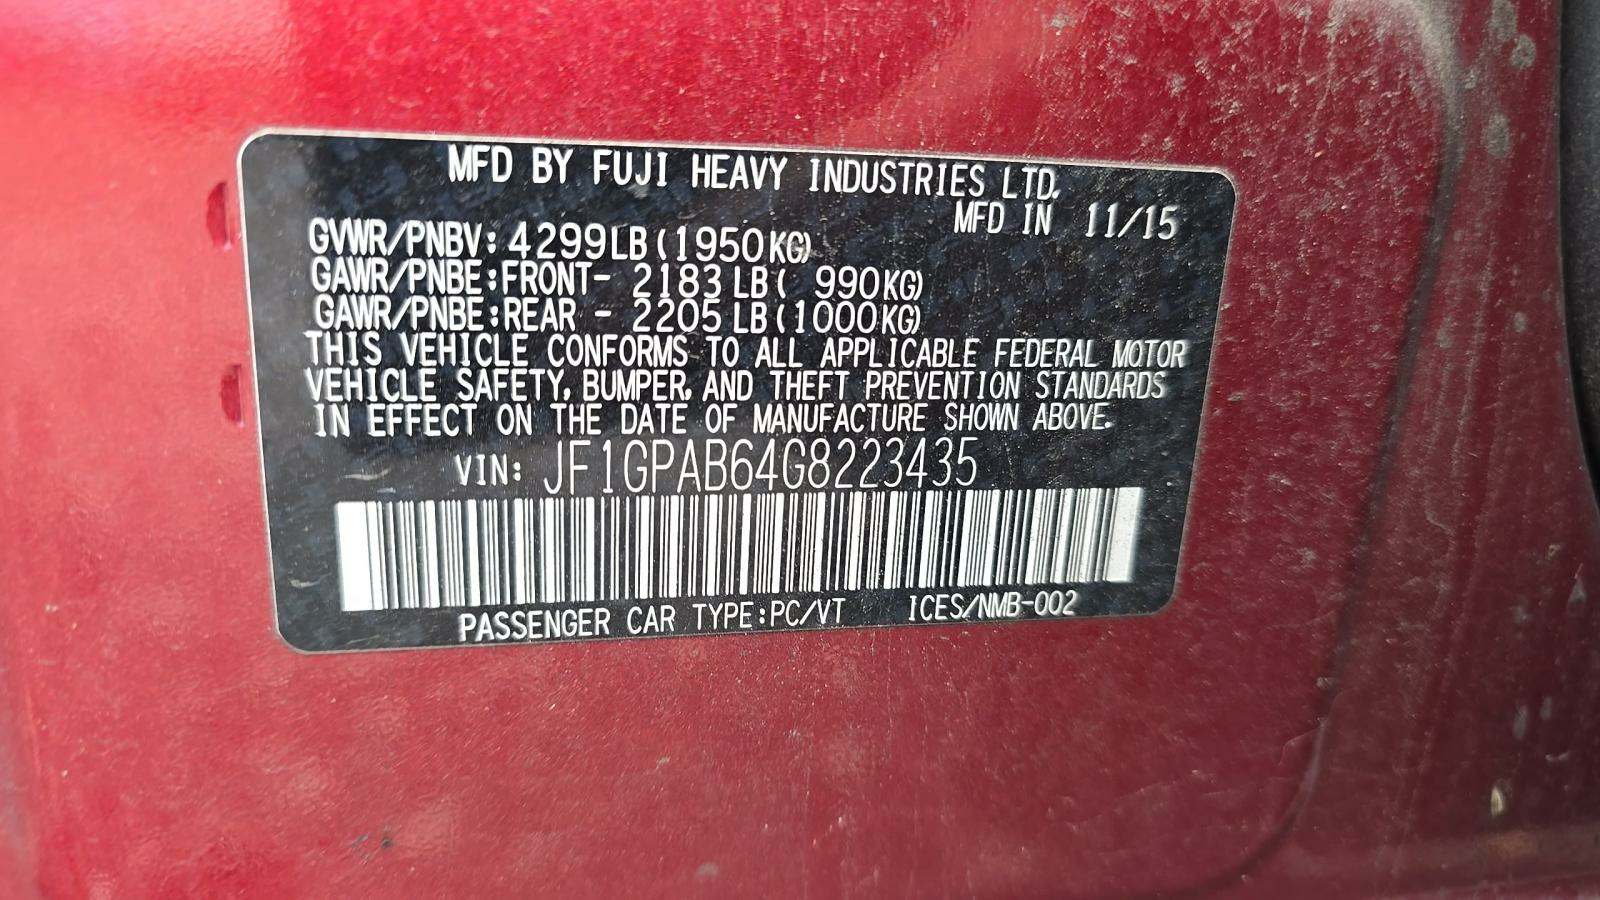 MFD BY FUJI HEAVY INDUSTRIES LTD.
MFD IN 11/15
GVWR/PNBV: 4299LB (1950KG)
GAWR/PNBE:FRONT- 2183 LB ( 990KG)
GAWR/PNBE:REAR - 2205 LB (1000KG)
THIS VEHICLE CONFORMS TO ALL APPLICABLE FEDERAL MOTOR
VEHICLE SAFETY, BUMPER, AND THEFT PREVENTION STANDARDS
IN EFFECT ON THE DATE OF MANUFACTURE SHOWN ABOVE.
VIN: JF1GPAB64G8223435
PASSENGER CAR TYPE:PC/VT ICES/NMB-002